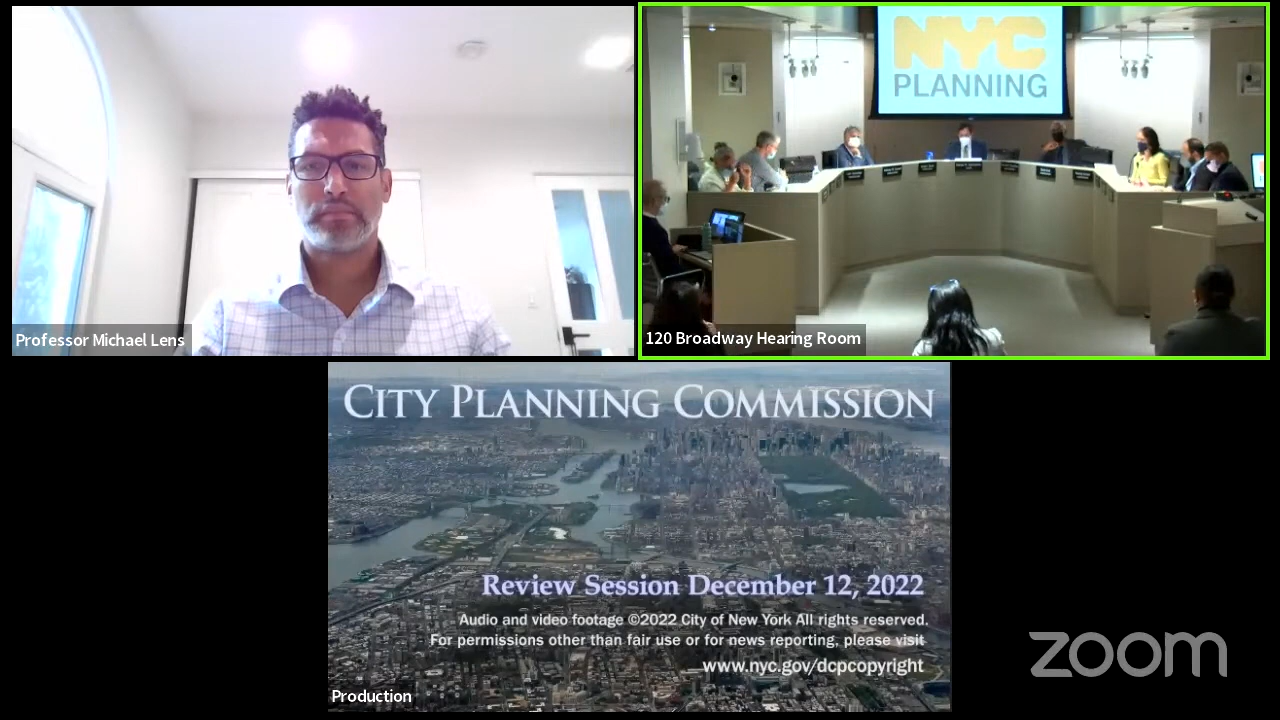 NYC
PLANNING
Professor Michael Lens
120 Broadway Hearing Room
CITY PLANNING COMMISSION
Review Session December 12, 2022
Audio and video footage ©2022 City of New York All rights reserved.
For permissions other than fair use or for news reporting, please visit
www.nyc.gov/dcpcopyright
Production
zoom